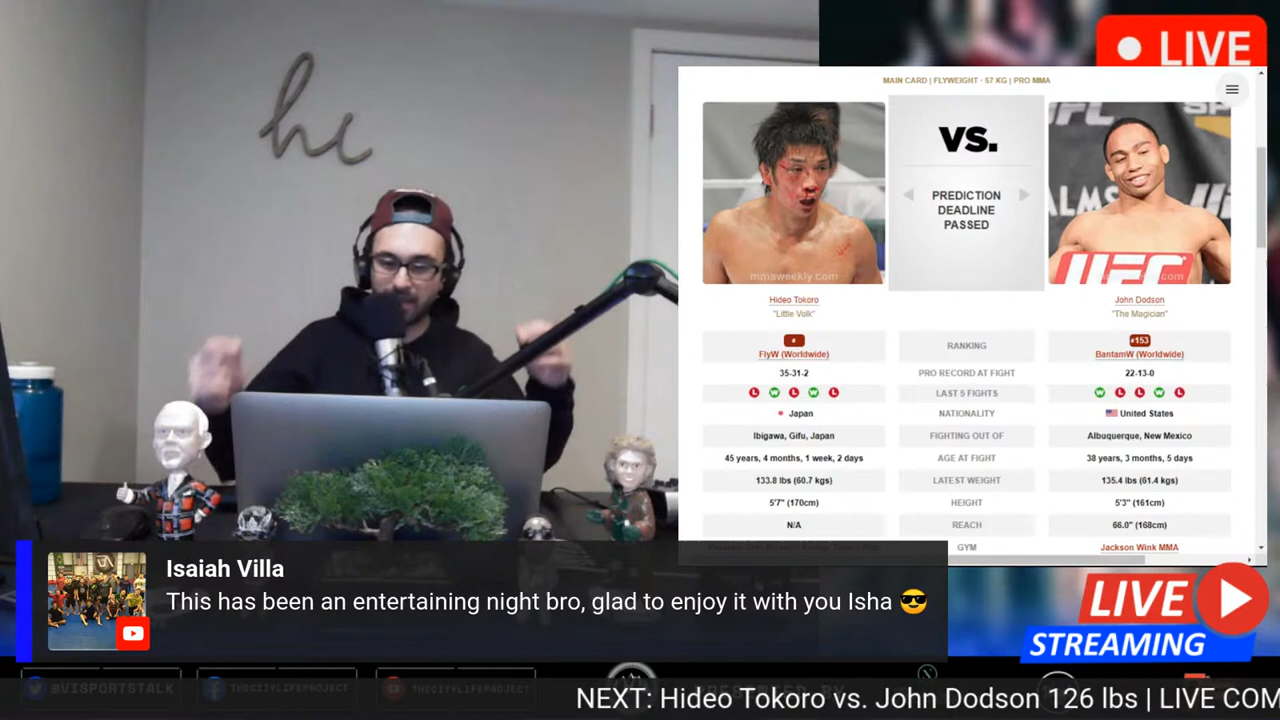 hi
LIVE
MAIN CARD | FLYWEIGHT · 57 KG | PRO MMA
VS.
PREDICTION
DEADLINE
PASSED
mmaweekly.com
UFC
Hideo Tokoro
John Dodson
"Little Volk"
"The Magician"
# RANKING #153
FlyW (Worldwide) BantamW (Worldwide)
35-31-2 PRO RECORD AT FIGHT 22-13-0
L W L W L LAST 5 FIGHTS W L L W L
Japan NATIONALITY United States
Ibigawa, Gifu, Japan FIGHTING OUT OF Albuquerque, New Mexico
45 years, 4 months, 1 week, 2 days AGE AT FIGHT 38 years, 3 months, 5 days
133.8 lbs (60.7 kgs) LATEST WEIGHT 135.4 lbs (61.4 kgs)
5'7" (170cm) HEIGHT 5'3" (161cm)
N/A REACH 66.0" (168cm)
GYM Jackson Wink MMA
Isaiah Villa
This has been an entertaining night bro, glad to enjoy it with you Isha 😎
LIVE
STREAMING
@VISPORTSTALK THECITYLIFEPROJECT THECITYLIFEPROJECT
NEXT: Hideo Tokoro vs. John Dodson 126 lbs | LIVE COM